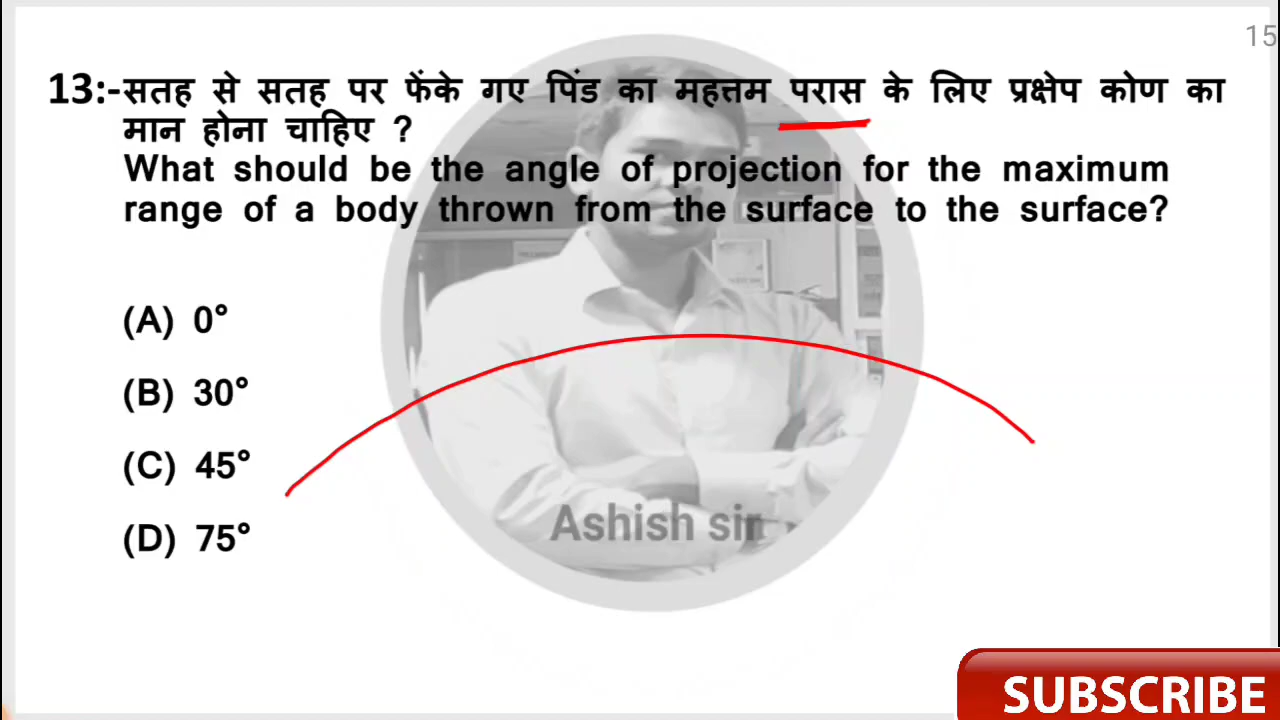 15
13:-सतह से सतह पर फेंके गए पिंड का महत्तम परास के लिए प्रक्षेप कोण का
मान होना चाहिए ?
What should be the angle of projection for the maximum
range of a body thrown from the surface to the surface?
(A) 0°
(B) 30°
(C) 45°
(D) 75°
Ashish sir
SUBSCRIBE